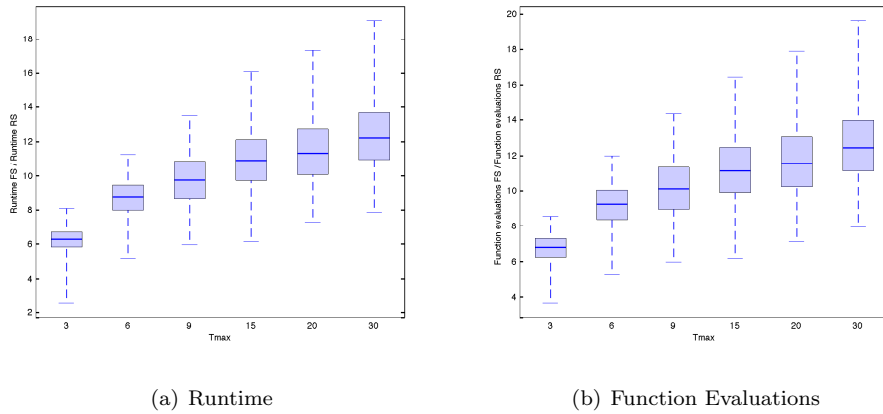 18
16
14
12
10
8
6
4
2
Runtime FS / Runtime RS
3 6 9 15 20 30
Tmax
(a) Runtime
20
18
16
14
12
10
8
6
4
Function evaluations FS / Function evaluations RS
3 6 9 15 20 30
Tmax
(b) Function Evaluations